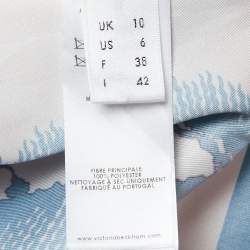 UK 10
US 6
F 38
I 42
FIBRE PRINCIPALE
100% POLYESTER
NETTOYAGE À SEC UNIQUEMENT
FABRIQUÉ AU PORTUGAL
www.victoriabeckham.com